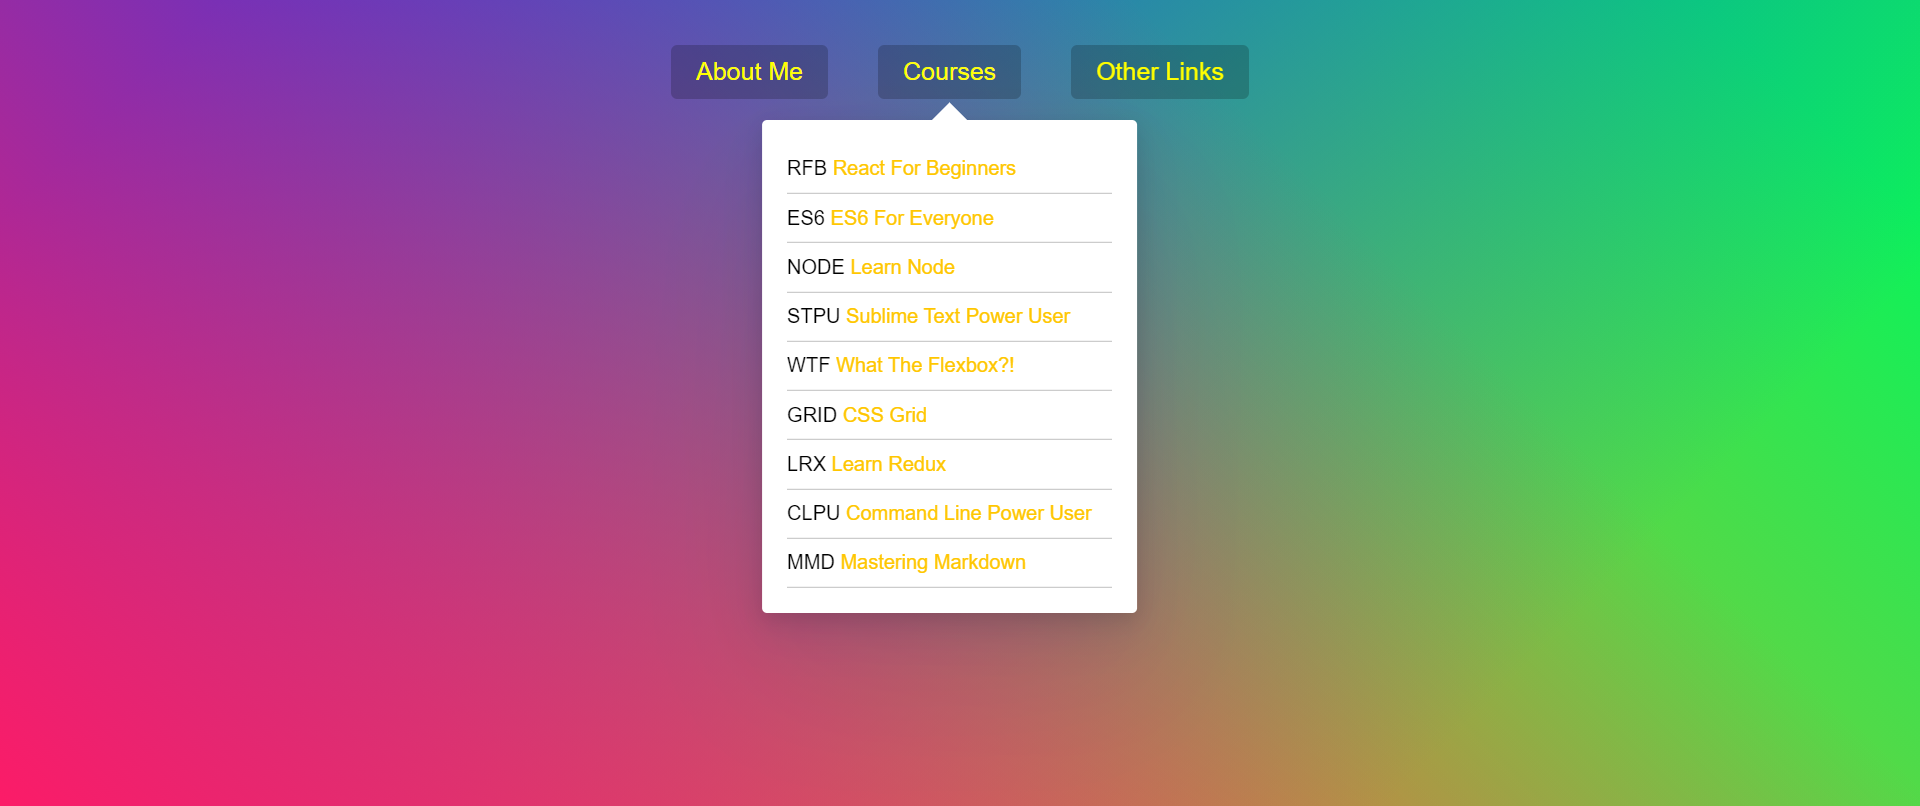 About Me Courses Other Links
RFB React For Beginners
ES6 ES6 For Everyone
NODE Learn Node
STPU Sublime Text Power User
WTF What The Flexbox?!
GRID CSS Grid
LRX Learn Redux
CLPU Command Line Power User
MMD Mastering Markdown